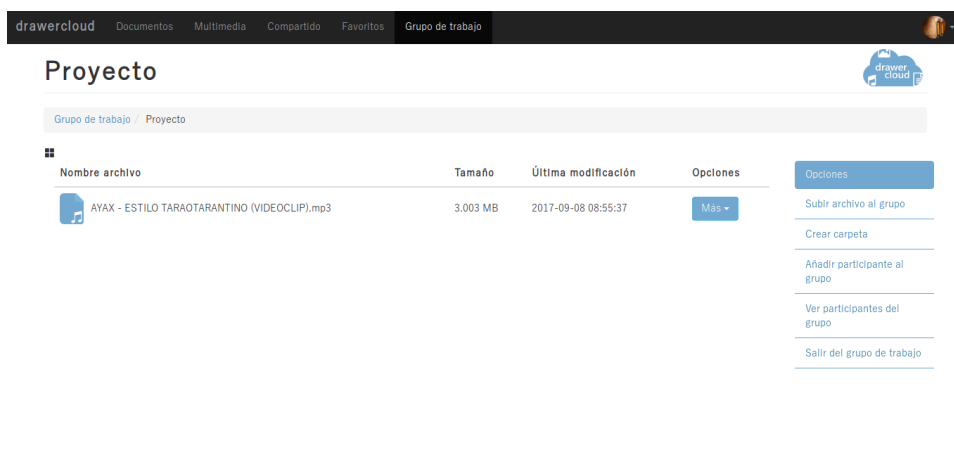 drawercloud Documentos Multimedia Compartido Favoritos Grupo de trabajo
Proyecto
drawer
cloud
Grupo de trabajo / Proyecto
Nombre archivo Tamaño Última modificación Opciones
AYAX - ESTILO TARAOTARANTINO (VIDEOCLIP).mp3 3.003 MB 2017-09-08 08:55:37 Más
Opciones
Subir archivo al grupo
Crear carpeta
Añadir participante al
grupo
Ver participantes del
grupo
Salir del grupo de trabajo